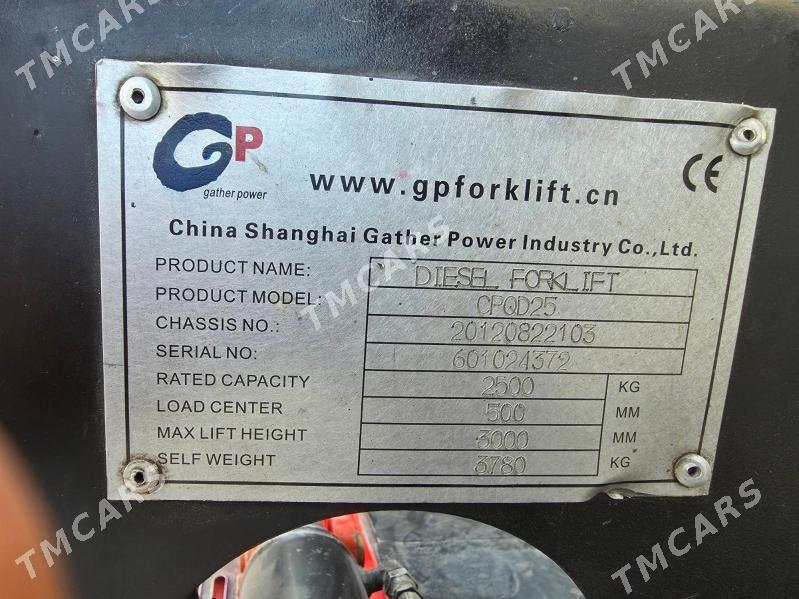 TMCARS TMCARS
GP
gather power
www.gpforklift.cn CE
China Shanghai Gather Power Industry Co.,Ltd.
PRODUCT NAME: DIESEL FORKLIFT
PRODUCT MODEL: CPQD25
CHASSIS NO.: 20120822103
SERIAL NO: 601024372
RATED CAPACITY 2500 KG
LOAD CENTER 500 MM
MAX LIFT HEIGHT 3000 MM
SELF WEIGHT 3780 KG
TMCARS
TMCARS TMCARS